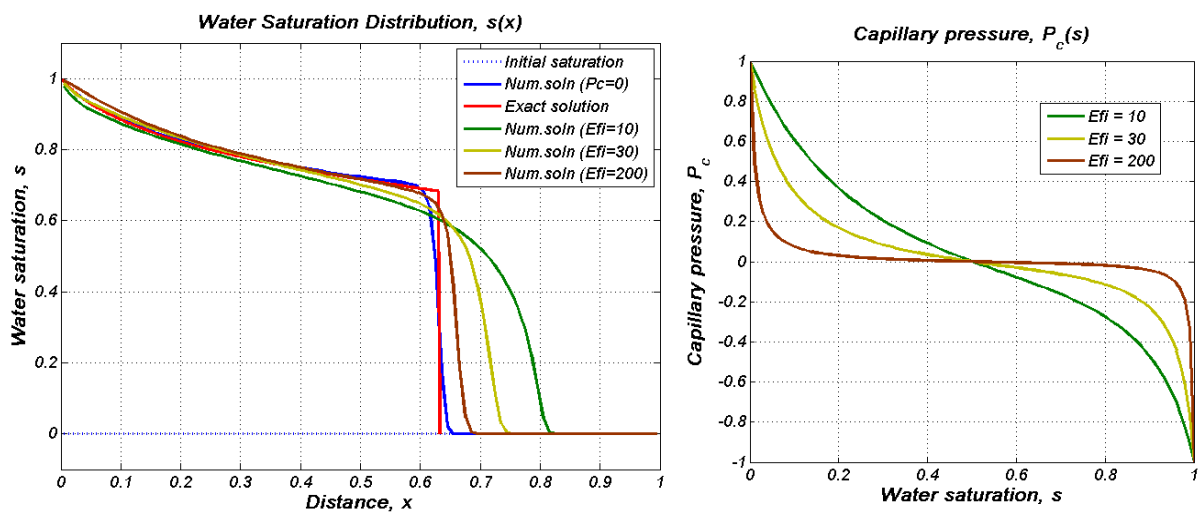 Water Saturation Distribution, s(x)
Water saturation, s
1
0.8
0.6
0.4
0.2
0
0
0.1
0.2
0.3
0.4
0.5
0.6
0.7
0.8
0.9
1
Distance, x
Initial saturation
Num.soln (Pc=0)
Exact solution
Num.soln (Efi=10)
Num.soln (Efi=30)
Num.soln (Efi=200)
Capillary pressure, P_c(s)
Capillary pressure, P_c
1
0.8
0.6
0.4
0.2
0
-0.2
-0.4
-0.6
-0.8
-1
0
0.2
0.4
0.6
0.8
1
Water saturation, s
Efi = 10
Efi = 30
Efi = 200